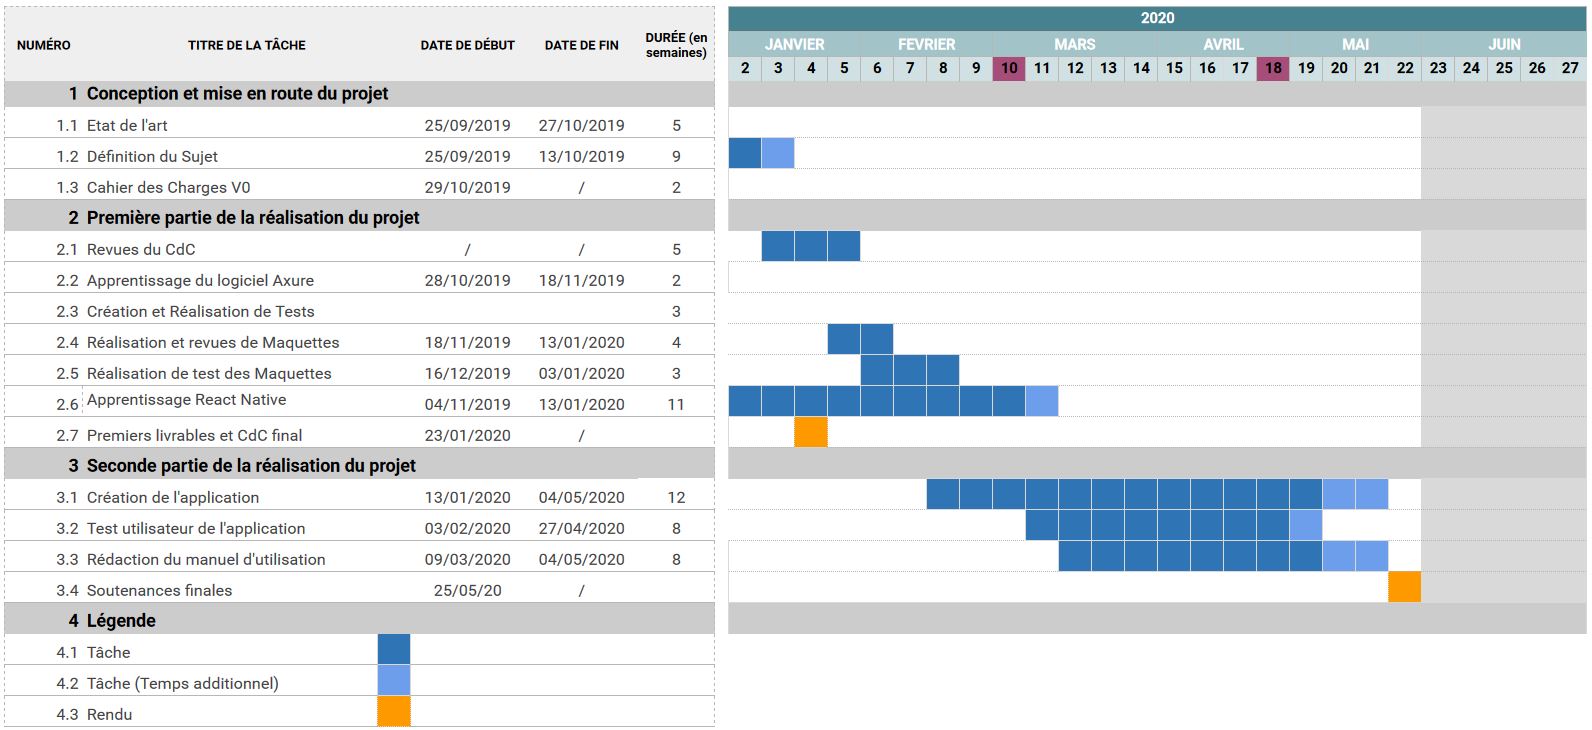 2020
NUMÉRO TITRE DE LA TÂCHE DATE DE DÉBUT DATE DE FIN DURÉE (en semaines)
JANVIER FEVRIER MARS AVRIL MAI JUIN
2 3 4 5 6 7 8 9 10 11 12 13 14 15 16 17 18 19 20 21 22 23 24 25 26 27
1 Conception et mise en route du projet
1.1 Etat de l'art 25/09/2019 27/10/2019 5
1.2 Définition du Sujet 25/09/2019 13/10/2019 9
1.3 Cahier des Charges V0 29/10/2019 / 2
2 Première partie de la réalisation du projet
2.1 Revues du CdC / / 5
2.2 Apprentissage du logiciel Axure 28/10/2019 18/11/2019 2
2.3 Création et Réalisation de Tests 3
2.4 Réalisation et revues de Maquettes 18/11/2019 13/01/2020 4
2.5 Réalisation de test des Maquettes 16/12/2019 03/01/2020 3
2.6 Apprentissage React Native 04/11/2019 13/01/2020 11
2.7 Premiers livrables et CdC final 23/01/2020 /
3 Seconde partie de la réalisation du projet
3.1 Création de l'application 13/01/2020 04/05/2020 12
3.2 Test utilisateur de l'application 03/02/2020 27/04/2020 8
3.3 Rédaction du manuel d'utilisation 09/03/2020 04/05/2020 8
3.4 Soutenances finales 25/05/20 /
4 Légende
4.1 Tâche
4.2 Tâche (Temps additionnel)
4.3 Rendu